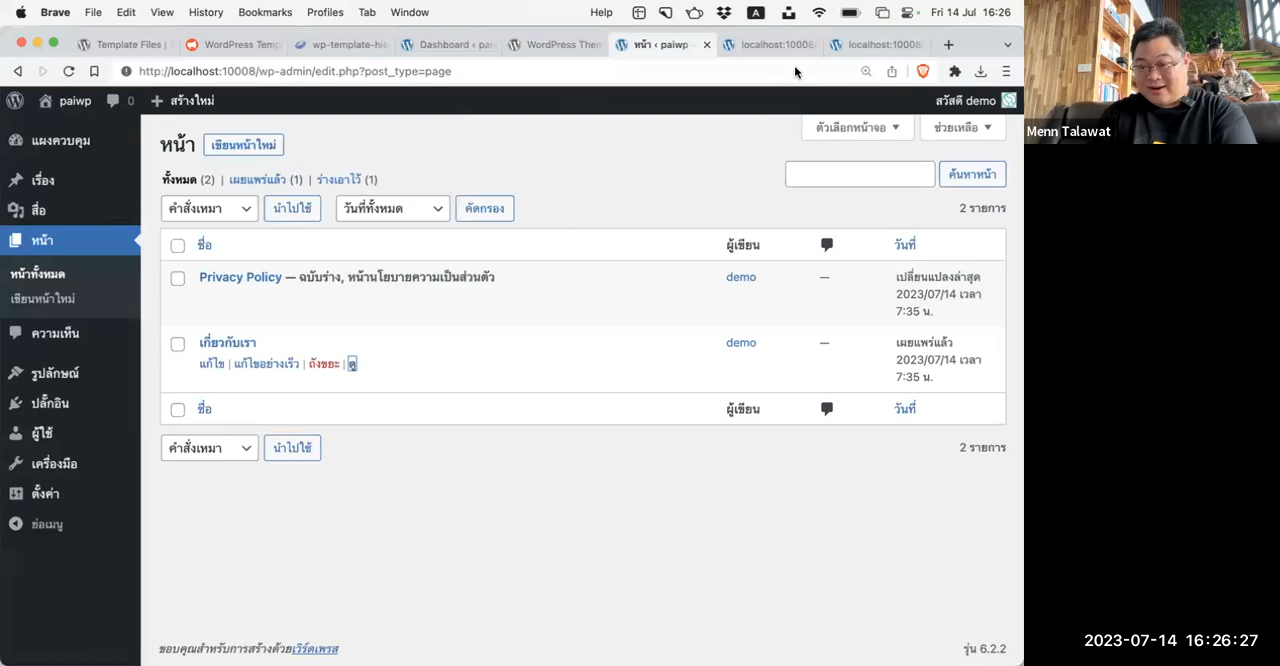 Brave File Edit View History Bookmarks Profiles Tab Window Help A Fri 14 Jul 16:26
Template Files | WordPress Temp wp-template-hie Dashboard ‹ pai WordPress Them หน้า ‹ paiwp localhost:10008 localhost:10008
http://localhost:10008/wp-admin/edit.php?post_type=page
paiwp 0 + สร้างใหม่ สวัสดี demo
แผงควบคุม
เรื่อง
สื่อ
หน้า
หน้าทั้งหมด
เขียนหน้าใหม่
ความเห็น
รูปลักษณ์
ปลั๊กอิน
ผู้ใช้
เครื่องมือ
ตั้งค่า
ย่อเมนู
ตัวเลือกหน้าจอ ช่วยเหลือ
หน้า เขียนหน้าใหม่
ทั้งหมด (2) | เผยแพร่แล้ว (1) | ร่างเอาไว้ (1)
ค้นหาหน้า
คำสั่งเหมา นำไปใช้ วันที่ทั้งหมด คัดกรอง 2 รายการ
ชื่อ ผู้เขียน วันที่
Privacy Policy — ฉบับร่าง, หน้านโยบายความเป็นส่วนตัว demo — เปลี่ยนแปลงล่าสุด
2023/07/14 เวลา
7:35 น.
เกี่ยวกับเรา demo — เผยแพร่แล้ว
แก้ไข | แก้ไขอย่างเร็ว | ถังขยะ | ดู 2023/07/14 เวลา
7:35 น.
ชื่อ ผู้เขียน วันที่
คำสั่งเหมา นำไปใช้ 2 รายการ
ขอบคุณสำหรับการสร้างด้วยเวิร์ดเพรส รุ่น 6.2.2
Menn Talawat
2023-07-14 16:26:27